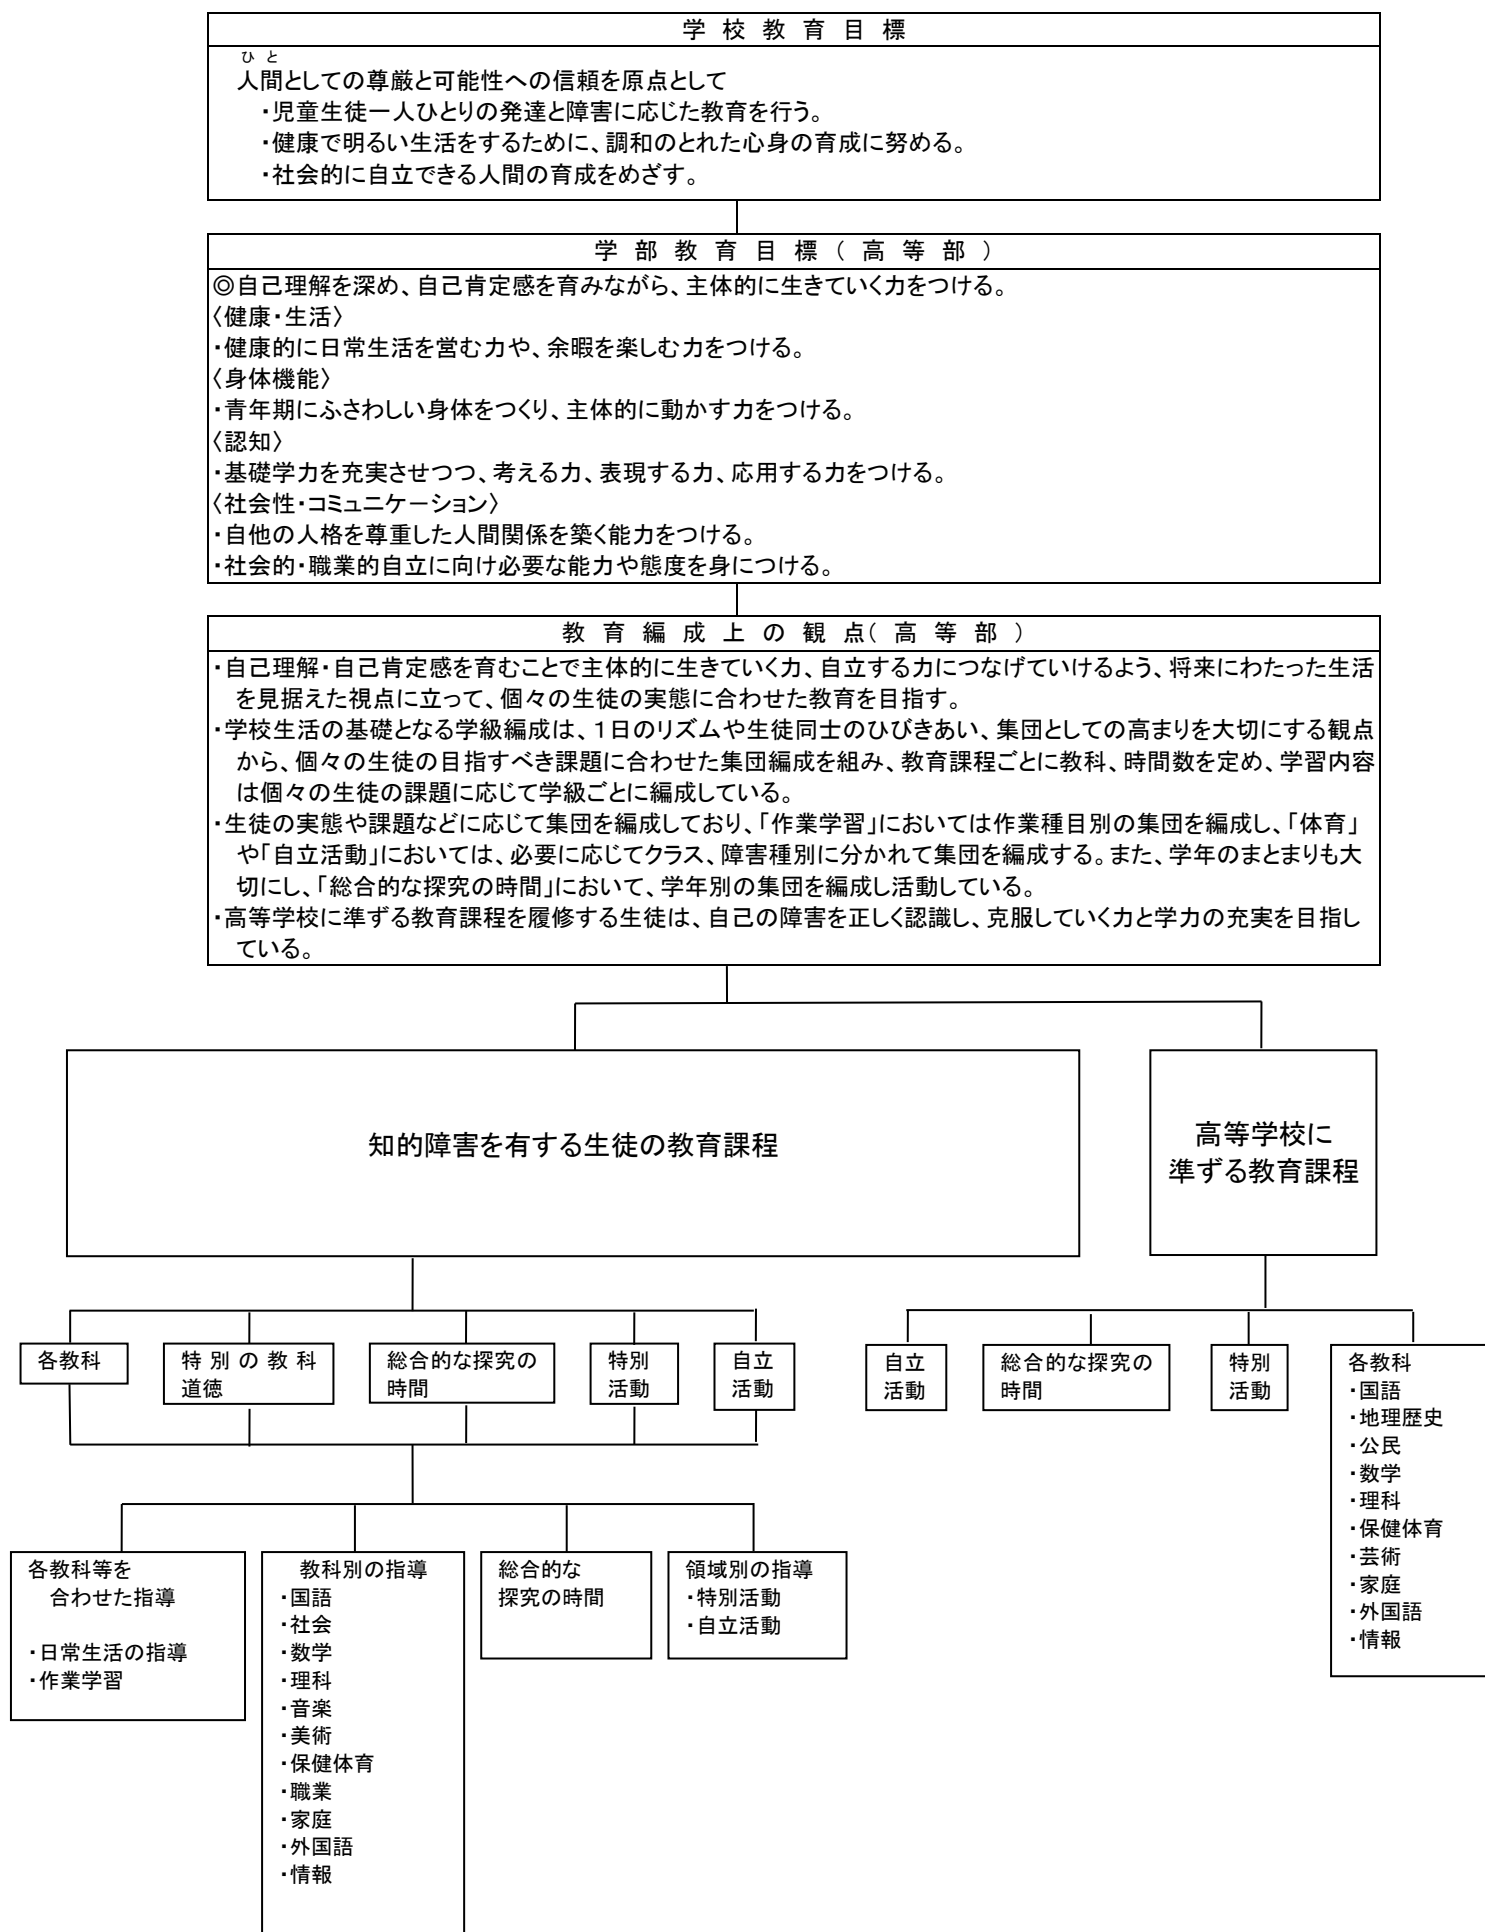 学校教育目標
ひと
人間としての尊厳と可能性への信頼を原点として
・児童生徒一人ひとりの発達と障害に応じた教育を行う。
・健康で明るい生活をするために、調和のとれた心身の育成に努める。
・社会的に自立できる人間の育成をめざす。
学部教育目標(高等部)
◎自己理解を深め、自己肯定感を育みながら、主体的に生きていく力をつける。
〈健康・生活〉
・健康的に日常生活を営む力や、余暇を楽しむ力をつける。
〈身体機能〉
・青年期にふさわしい身体をつくり、主体的に動かす力をつける。
〈認知〉
・基礎学力を充実させつつ、考える力、表現する力、応用する力をつける。
〈社会性・コミュニケーション〉
・自他の人格を尊重した人間関係を築く能力をつける。
・社会的・職業的自立に向け必要な能力や態度を身につける。
教育編成上の観点(高等部)
・自己理解・自己肯定感を育むことで主体的に生きていく力、自立する力につなげていけるよう、将来にわたった生活
を見据えた視点に立って、個々の生徒の実態に合わせた教育を目指す。
・学校生活の基礎となる学級編成は、1日のリズムや生徒同士のひびきあい、集団としての高まりを大切にする観点
から、個々の生徒の目指すべき課題に合わせた集団編成を組み、教育課程ごとに教科、時間数を定め、学習内容
は個々の生徒の課題に応じて学級ごとに編成している。
・生徒の実態や課題などに応じて集団を編成しており、「作業学習」においては作業種目別の集団を編成し、「体育」
や「自立活動」においては、必要に応じてクラス、障害種別に分かれて集団を編成する。また、学年のまとまりも大
切にし、「総合的な探究の時間」において、学年別の集団を編成し活動している。
・高等学校に準ずる教育課程を履修する生徒は、自己の障害を正しく認識し、克服していく力と学力の充実を目指し
ている。
知的障害を有する生徒の教育課程
高等学校に
準ずる教育課程
各教科
特別の教科
道徳
総合的な探究の
時間
特別
活動
自立
活動
自立
活動
総合的な探究の
時間
特別
活動
各教科
・国語
・地理歴史
・公民
・数学
・理科
・保健体育
・芸術
・家庭
・外国語
・情報
各教科等を
合わせた指導
・日常生活の指導
・作業学習
教科別の指導
・国語
・社会
・数学
・理科
・音楽
・美術
・保健体育
・職業
・家庭
・外国語
・情報
総合的な
探究の時間
領域別の指導
・特別活動
・自立活動